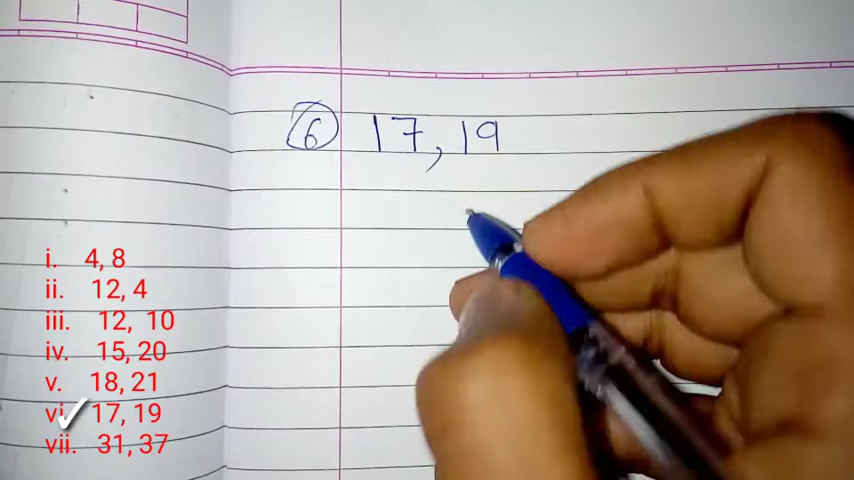 6 17, 19
i. 4, 8
ii. 12, 4
iii. 12, 10
iv. 15, 20
v. 18, 21
vi. 17, 19
vii. 31, 37